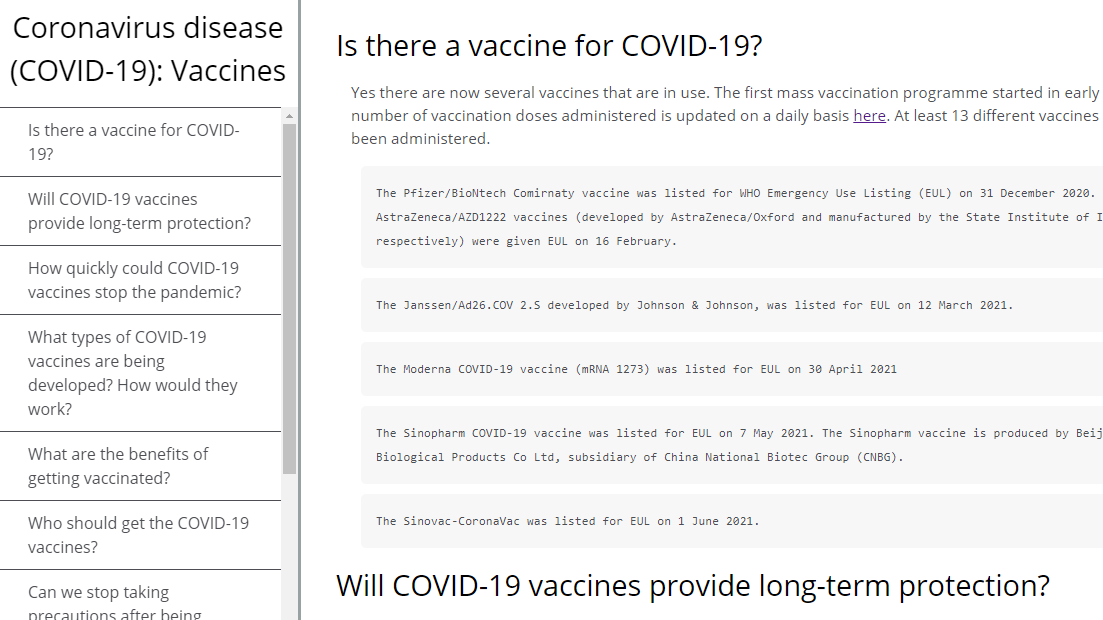 Coronavirus disease
(COVID-19): Vaccines
Is there a vaccine for COVID-
19?
Will COVID-19 vaccines
provide long-term protection?
How quickly could COVID-19
vaccines stop the pandemic?
What types of COVID-19
vaccines are being
developed? How would they
work?
What are the benefits of
getting vaccinated?
Who should get the COVID-19
vaccines?
Can we stop taking
precautions after being
Is there a vaccine for COVID-19?
Yes there are now several vaccines that are in use. The first mass vaccination programme started in early
number of vaccination doses administered is updated on a daily basis here. At least 13 different vaccines
been administered.
The Pfizer/BioNtech Comirnaty vaccine was listed for WHO Emergency Use Listing (EUL) on 31 December 2020.
AstraZeneca/AZD1222 vaccines (developed by AstraZeneca/Oxford and manufactured by the State Institute of
respectively) were given EUL on 16 February.
The Janssen/Ad26.COV 2.S developed by Johnson & Johnson, was listed for EUL on 12 March 2021.
The Moderna COVID-19 vaccine (mRNA 1273) was listed for EUL on 30 April 2021
The Sinopharm COVID-19 vaccine was listed for EUL on 7 May 2021. The Sinopharm vaccine is produced by Beij
Biological Products Co Ltd, subsidiary of China National Biotec Group (CNBG).
The Sinovac-CoronaVac was listed for EUL on 1 June 2021.
Will COVID-19 vaccines provide long-term protection?